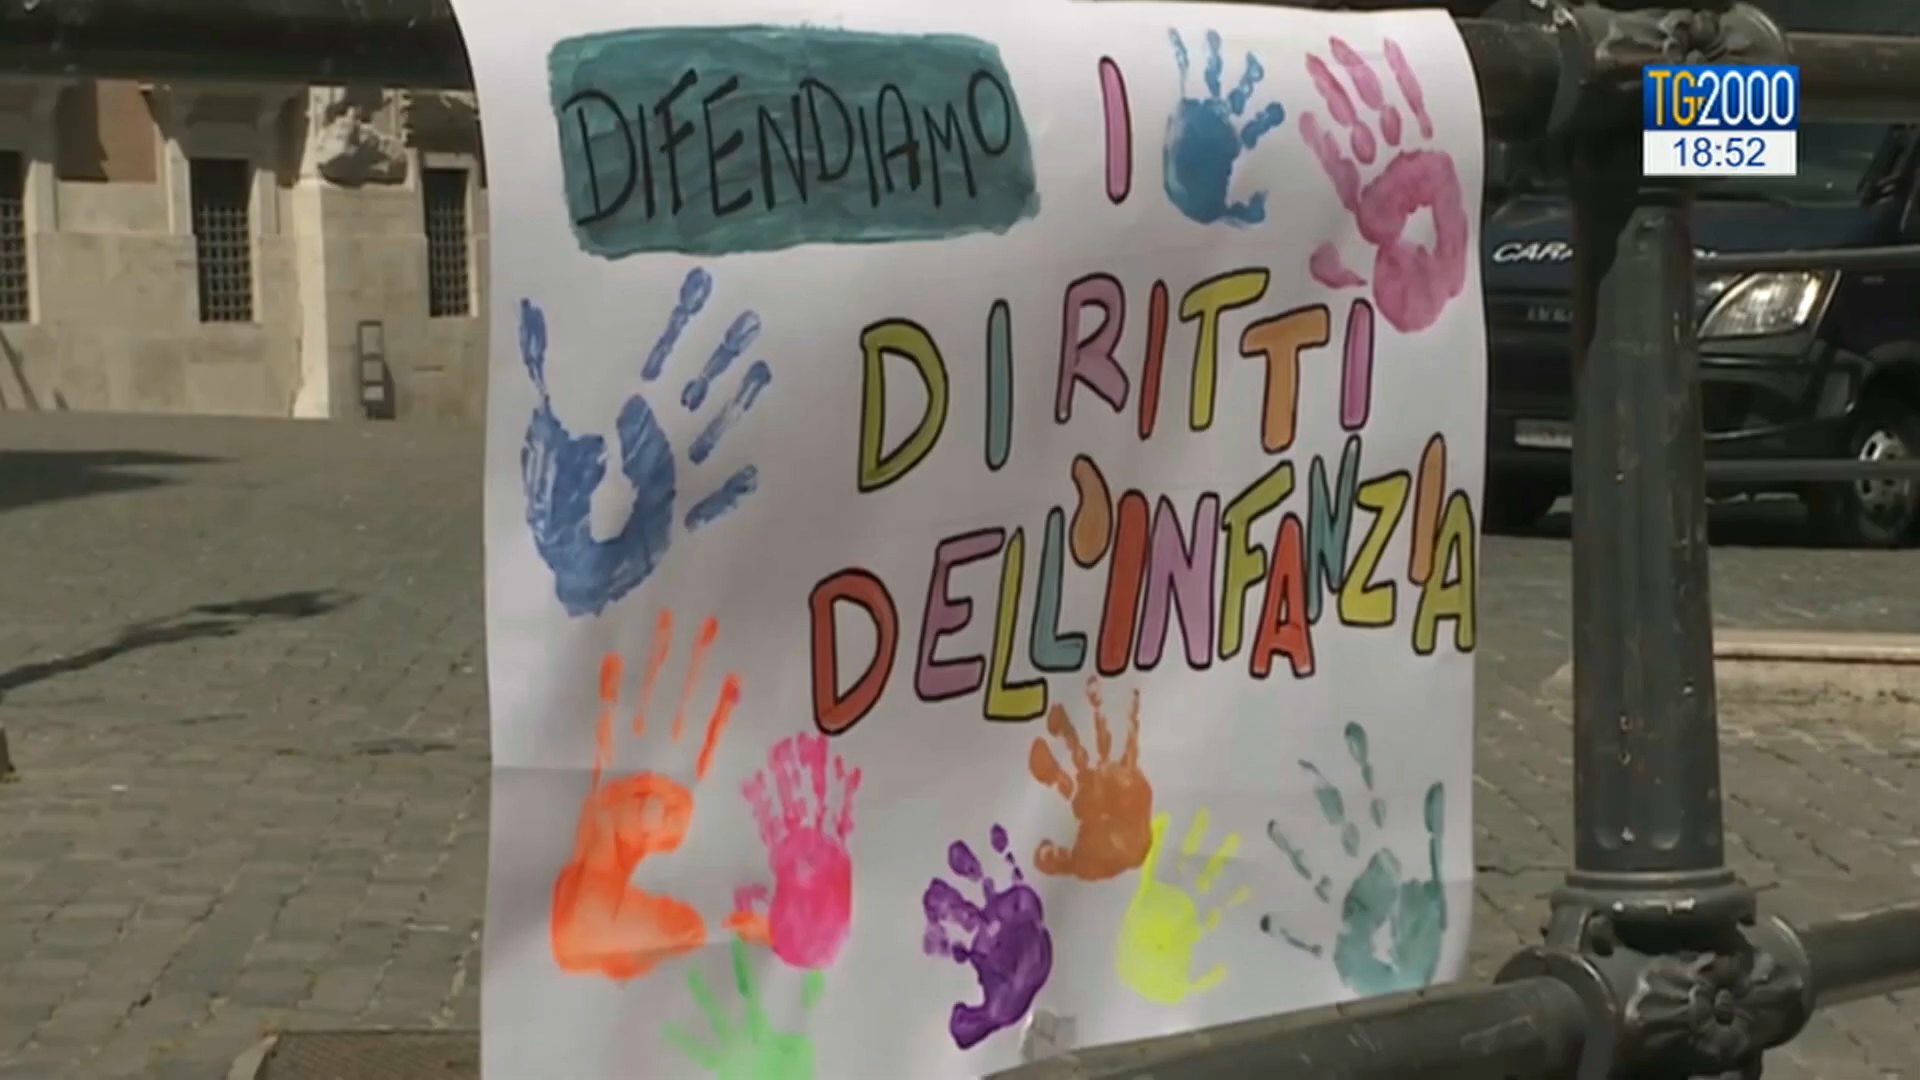 DIFENDIAMO I
DIRITTI
DELL'INFANZIA
TG2000
18:52